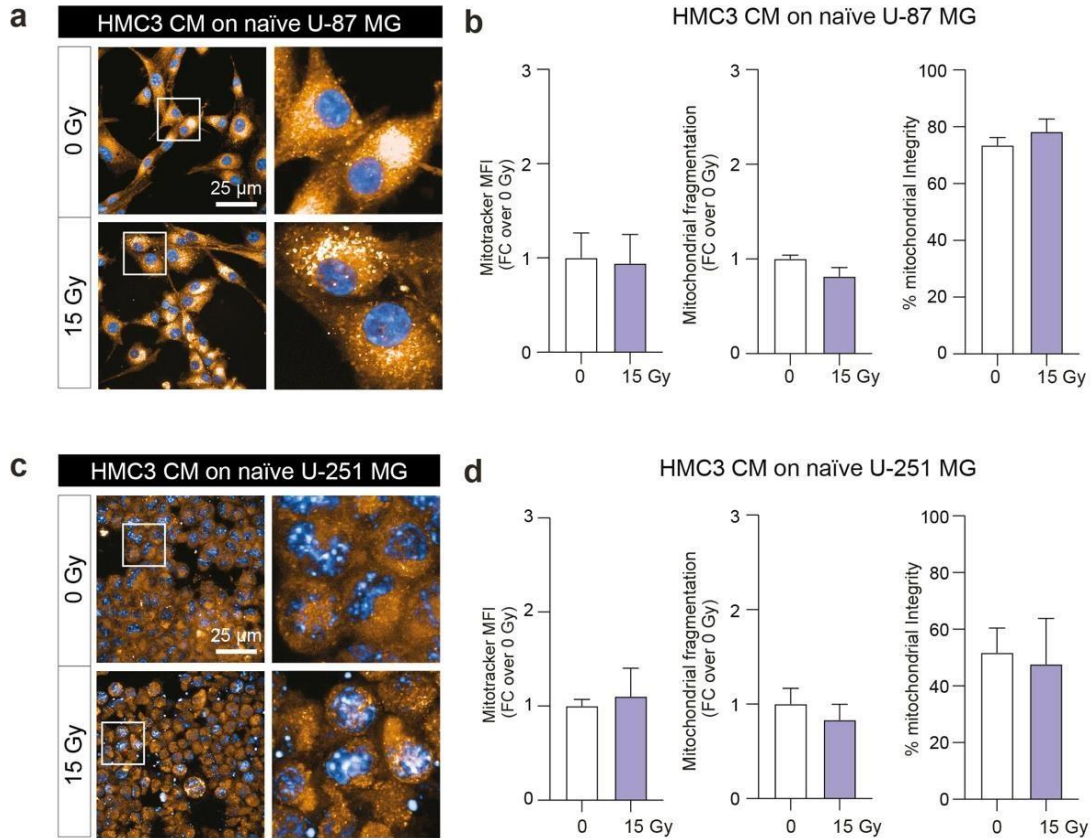 a
HMC3 CM on naïve U-87 MG
0 Gy
25 µm
15 Gy
b
HMC3 CM on naïve U-87 MG
Mitotracker MFI
(FC over 0 Gy)
3
2
1
0
0 15 Gy
Mitochondrial fragmentation
(FC over 0 Gy)
3
2
1
0
0 15 Gy
% mitochondrial Integrity
100
80
60
40
20
0
0 15 Gy
c
HMC3 CM on naïve U-251 MG
0 Gy
25 µm
15 Gy
d
HMC3 CM on naïve U-251 MG
Mitotracker MFI
(FC over 0 Gy)
3
2
1
0
0 15 Gy
Mitochondrial fragmentation
(FC over 0 Gy)
3
2
1
0
0 15 Gy
% mitochondrial Integrity
100
80
60
40
20
0
0 15 Gy